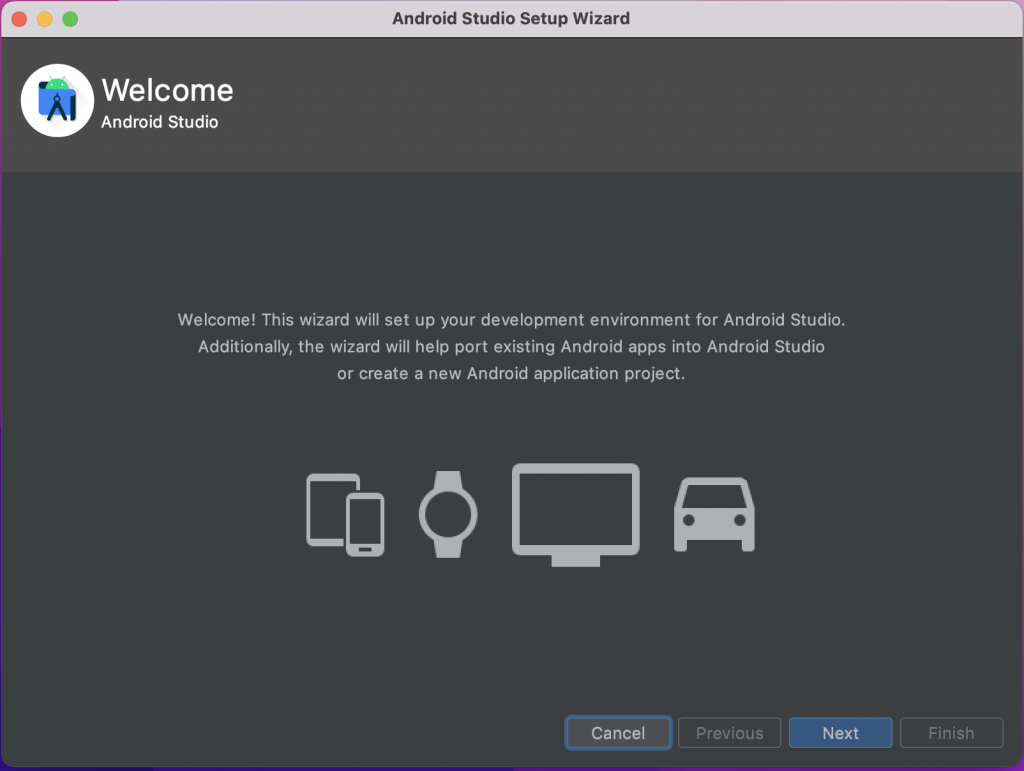 Android Studio Setup Wizard
Welcome
Android Studio
Welcome! This wizard will set up your development environment for Android Studio.
Additionally, the wizard will help port existing Android apps into Android Studio
or create a new Android application project.
Cancel Previous Next Finish